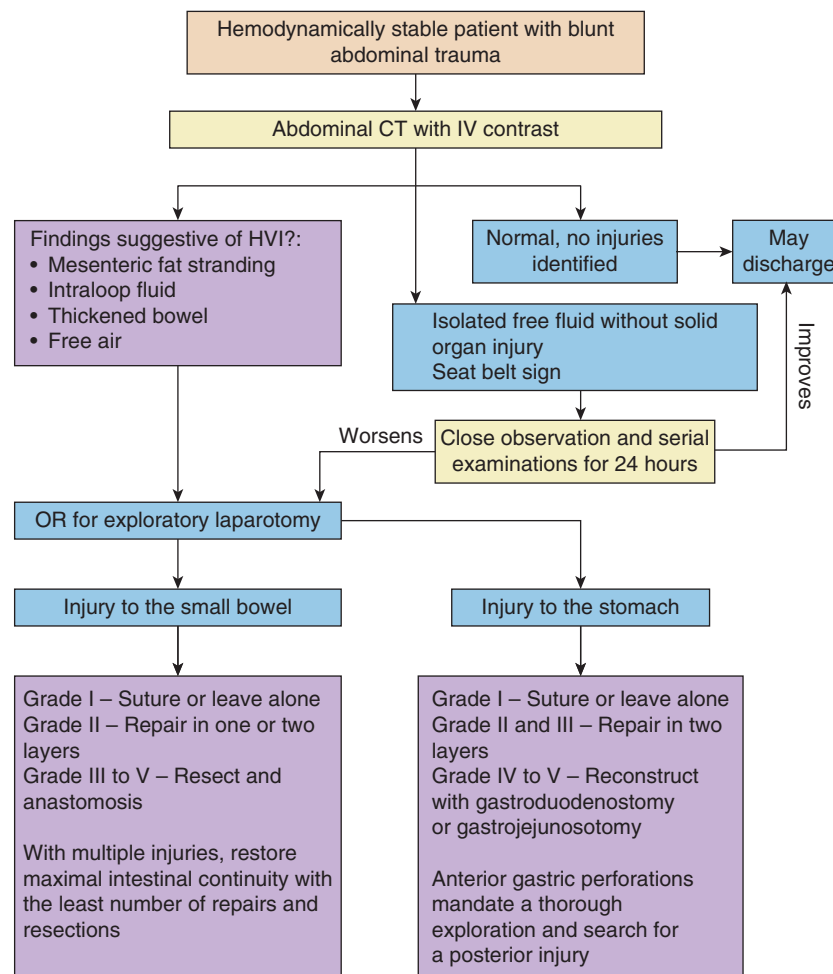 Hemodynamically stable patient with blunt
abdominal trauma
Abdominal CT with IV contrast
Findings suggestive of HVI?:
• Mesenteric fat stranding
• Intraloop fluid
• Thickened bowel
• Free air
Normal, no injuries
identified
May
discharge
Isolated free fluid without solid
organ injury
Seat belt sign
Improves
Worsens
Close observation and serial
examinations for 24 hours
OR for exploratory laparotomy
Injury to the small bowel
Injury to the stomach
Grade I – Suture or leave alone
Grade II – Repair in one or two
layers
Grade III to V – Resect and
anastomosis
With multiple injuries, restore
maximal intestinal continuity with
the least number of repairs and
resections
Grade I – Suture or leave alone
Grade II and III – Repair in two
layers
Grade IV to V – Reconstruct
with gastroduodenostomy
or gastrojejunosotomy
Anterior gastric perforations
mandate a thorough
exploration and search for
a posterior injury